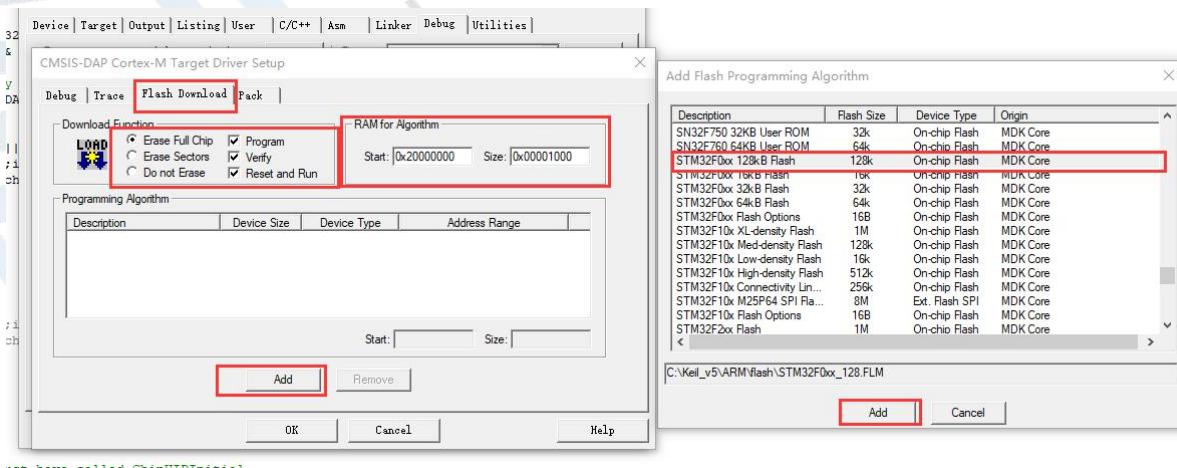 Device Target Output Listing User C/C++ Asm Linker Debug Utilities
32
&
CMSIS-DAP Cortex-M Target Driver Setup
y
DA
Debug Trace Flash Download Pack
Download Function
LOAD
Erase Full Chip
Erase Sectors
Do not Erase
Program
Verify
Reset and Run
RAM for Algorithm
Start: 0x20000000 Size: 0x00001000
||
;i
ch
Programming Algorithm
Description Device Size Device Type Address Range
Start: Size:
;i
ch
Add Remove
OK Cancel Help
Add Flash Programming Algorithm
Description Flash Size Device Type Origin
SN32F750 32KB User ROM 32k On-chip Flash MDK Core
SN32F760 64KB User ROM 64k On-chip Flash MDK Core
STM32F0xx 128kB Flash 128k On-chip Flash MDK Core
STM32F0xx 16kB Flash 16k On-chip Flash MDK Core
STM32F0xx 32kB Flash 32k On-chip Flash MDK Core
STM32F0xx 64kB Flash 64k On-chip Flash MDK Core
STM32F0xx Flash Options 16B On-chip Flash MDK Core
STM32F10x XL-density Flash 1M On-chip Flash MDK Core
STM32F10x Med-density Flash 128k On-chip Flash MDK Core
STM32F10x Low-density Flash 16k On-chip Flash MDK Core
STM32F10x High-density Flash 512k On-chip Flash MDK Core
STM32F10x Connectivity Lin... 256k On-chip Flash MDK Core
STM32F10x M25P64 SPI Fla... 8M Ext. Flash SPI MDK Core
STM32F10x Flash Options 16B On-chip Flash MDK Core
STM32F2xx Flash 1M On-chip Flash MDK Core
C:\Keil_v5\ARM\flash\STM32F0xx_128.FLM
Add Cancel